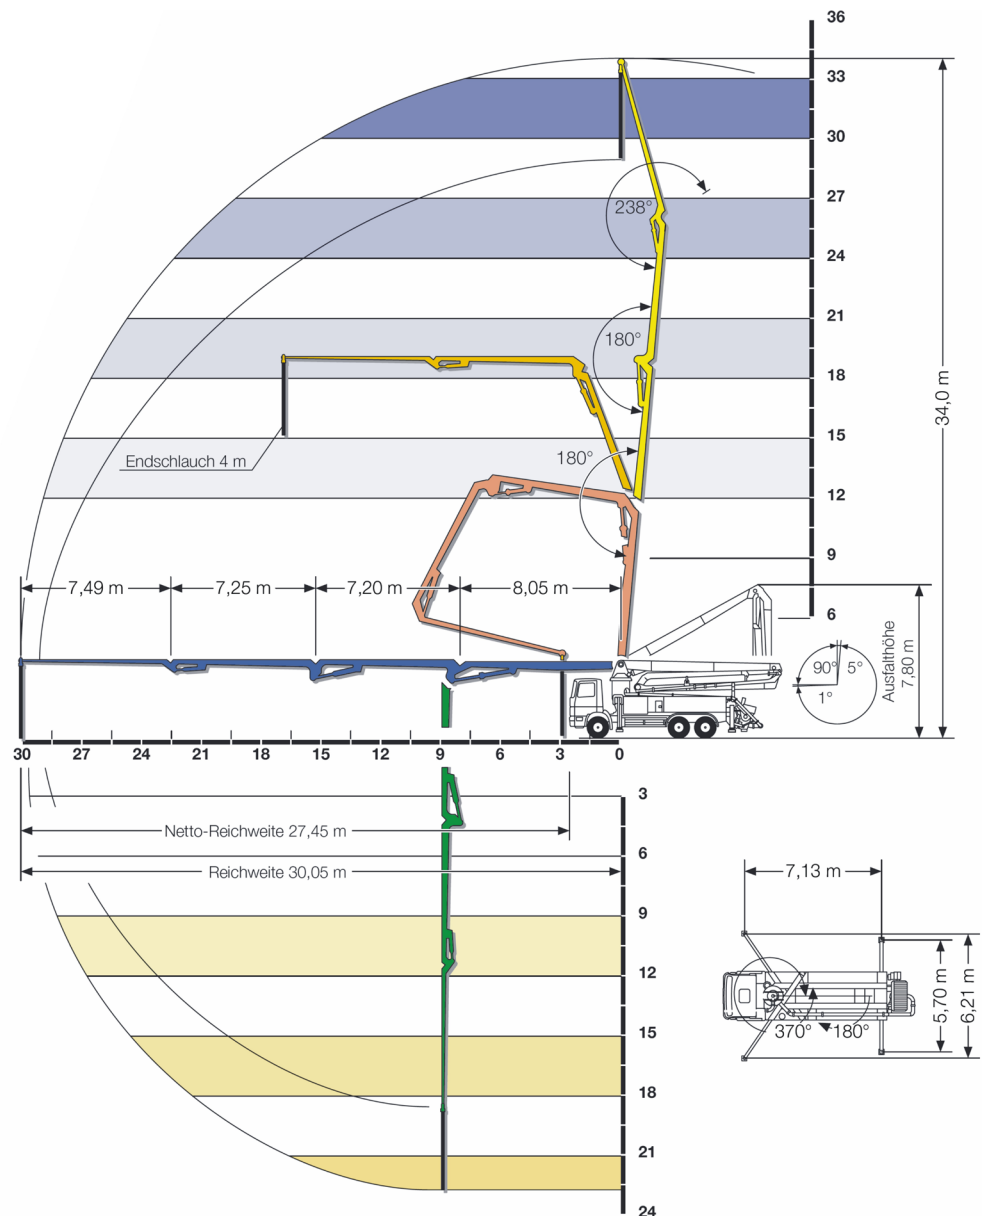 36
33
30
27
238°
24
21
180°
18
34,0 m
15
Endschlauch 4 m
180°
12
9
7,49 m
7,25 m
7,20 m
8,05 m
6
90°
5°
1°
Ausfalthöhe
7,80 m
30
27
24
21
18
15
12
9
6
3
0
3
Netto-Reichweite 27,45 m
6
Reichweite 30,05 m
7,13 m
9
12
5,70 m
6,21 m
370°
180°
15
18
21
24